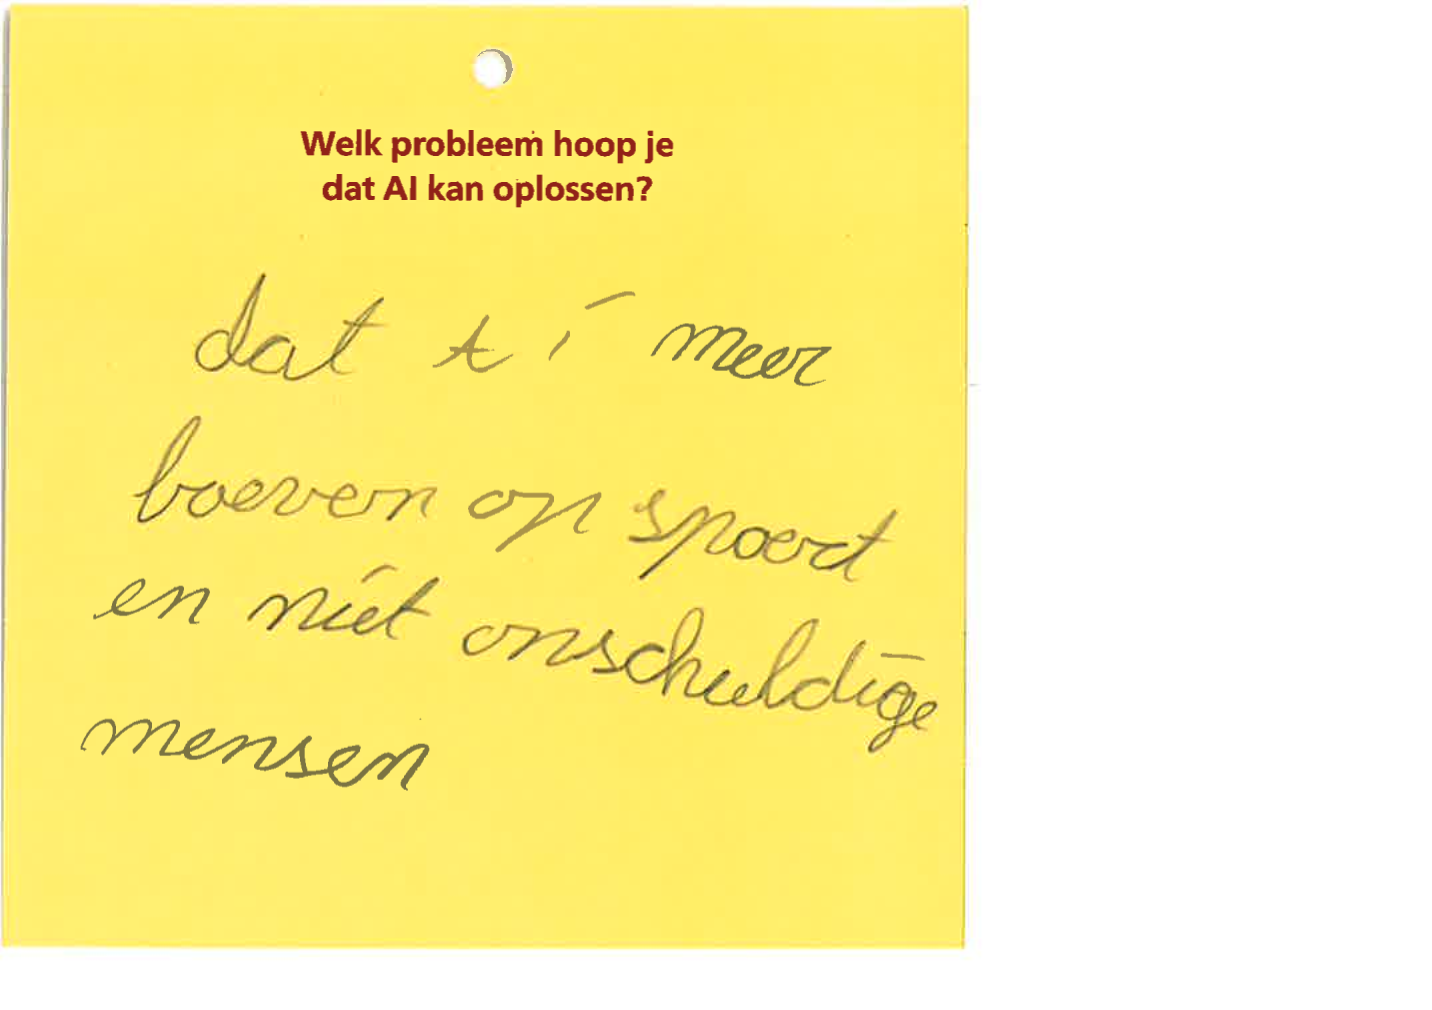 Welk probleem hoop je
dat AI kan oplossen?
dat A i meer
boeven op spoort
en niet onschuldige
mensen